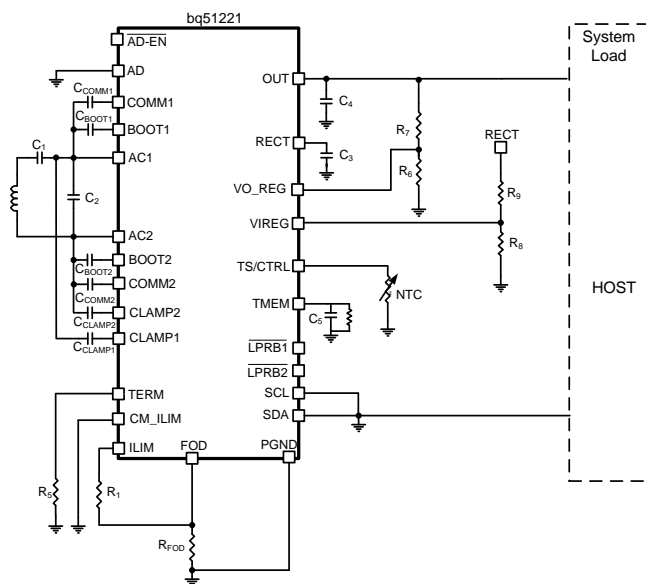 bq51221
AD-EN
AD
CCOMM1
COMM1
CBOOT1
BOOT1
C1
AC1
C2
AC2
BOOT2
CBOOT2
COMM2
CCOMM2
CLAMP2
CCLAMP2
CLAMP1
CCLAMP1
TERM
CM_ILIM
ILIM
FOD
PGND
R5
R1
RFOD
OUT
C4
R7
RECT
C3
R6
VO_REG
RECT
R9
VIREG
R8
TS/CTRL
NTC
TMEM
C5
LPRB1
LPRB2
SCL
SDA
System
Load
HOST